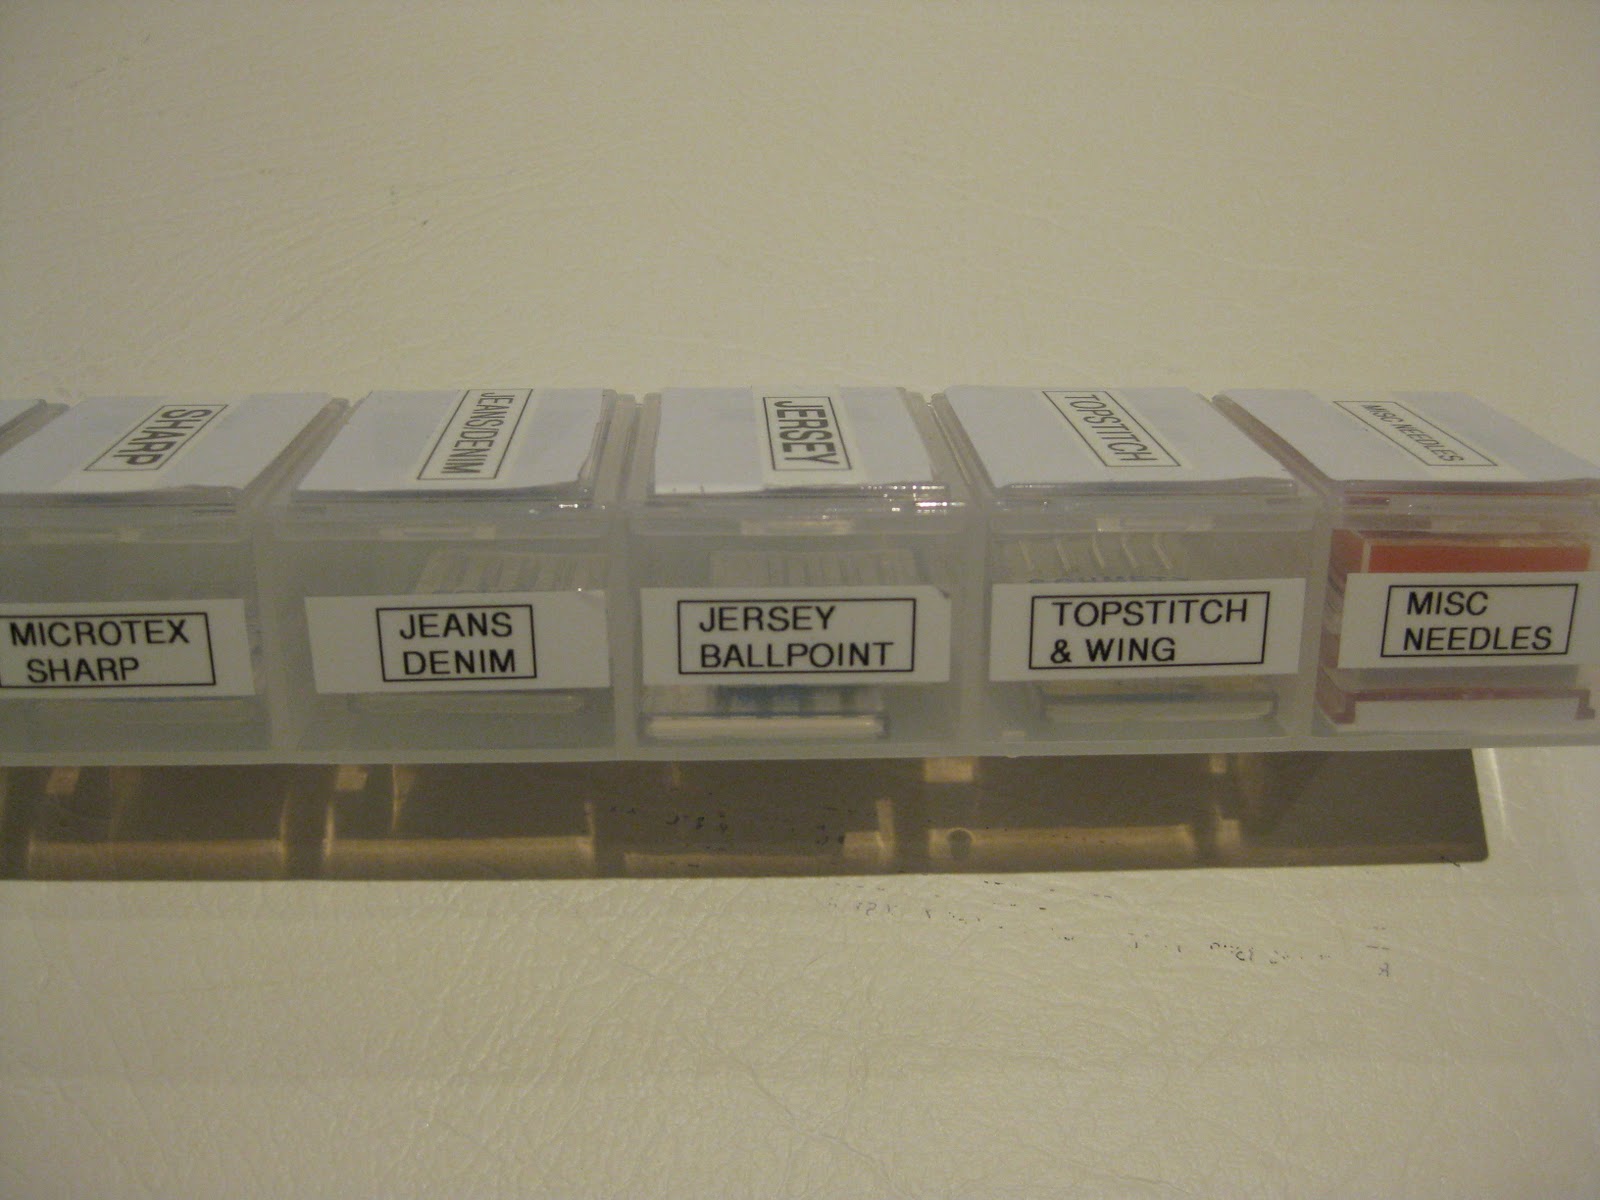 SHARP
JEANS/DENIM
JERSEY
TOPSTITCH
MISC NEEDLES
MICROTEX
SHARP
JEANS
DENIM
JERSEY
BALLPOINT
TOPSTITCH
& WING
MISC
NEEDLES